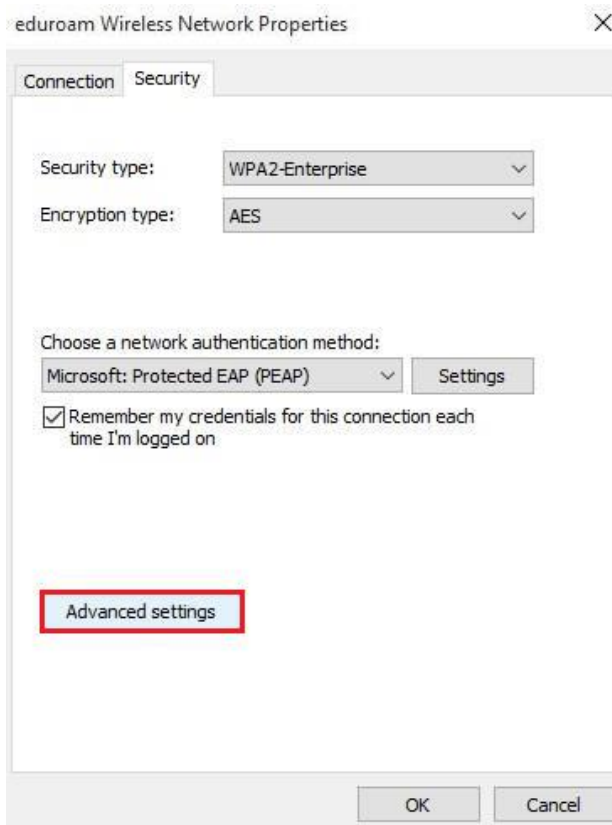 eduroam Wireless Network Properties
Connection Security
Security type: WPA2-Enterprise
Encryption type: AES
Choose a network authentication method:
Microsoft: Protected EAP (PEAP) Settings
Remember my credentials for this connection each
time I'm logged on
Advanced settings
OK Cancel